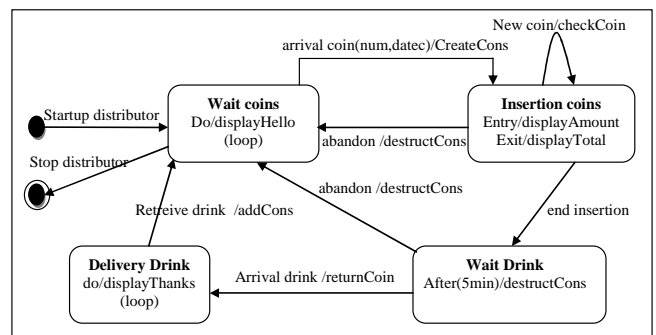 New coin/checkCoin
arrival coin(num,datec)/CreateCons
Wait coins
Do/displayHello
(loop)
Insertion coins
Entry/displayAmount
Exit/displayTotal
Startup distributor
abandon /destructCons
Stop distributor
abandon /destructCons
Retreive drink /addCons
end insertion
Delivery Drink
do/displayThanks
(loop)
Arrival drink /returnCoin
Wait Drink
After(5min)/destructCons